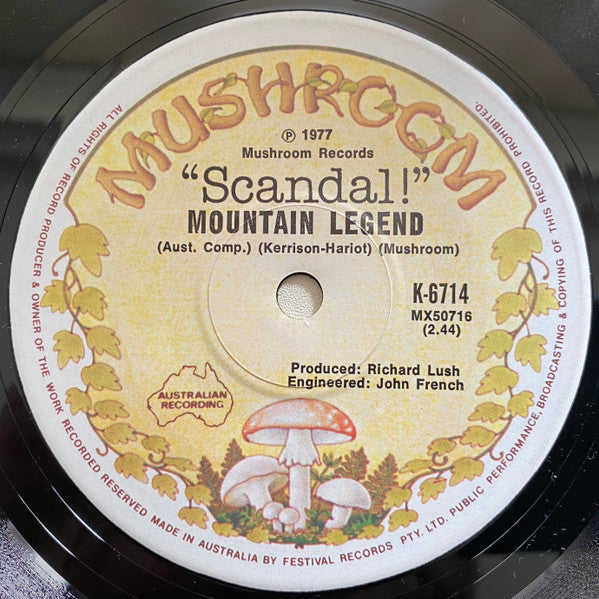 MUSHROOM
℗ 1977
Mushroom Records
"Scandal!"
MOUNTAIN LEGEND
(Aust. Comp.) (Kerrison-Hariot) (Mushroom)
K-6714
MX50716
(2.44)
Produced: Richard Lush
Engineered: John French
AUSTRALIAN
RECORDING
ALL RIGHTS OF RECORD PRODUCER & OWNER OF THE WORK RECORDED RESERVED MADE IN AUSTRALIA BY FESTIVAL RECORDS PTY. LTD. PUBLIC PERFORMANCE, BROADCASTING & COPYING OF THIS RECORD PROHIBITED.